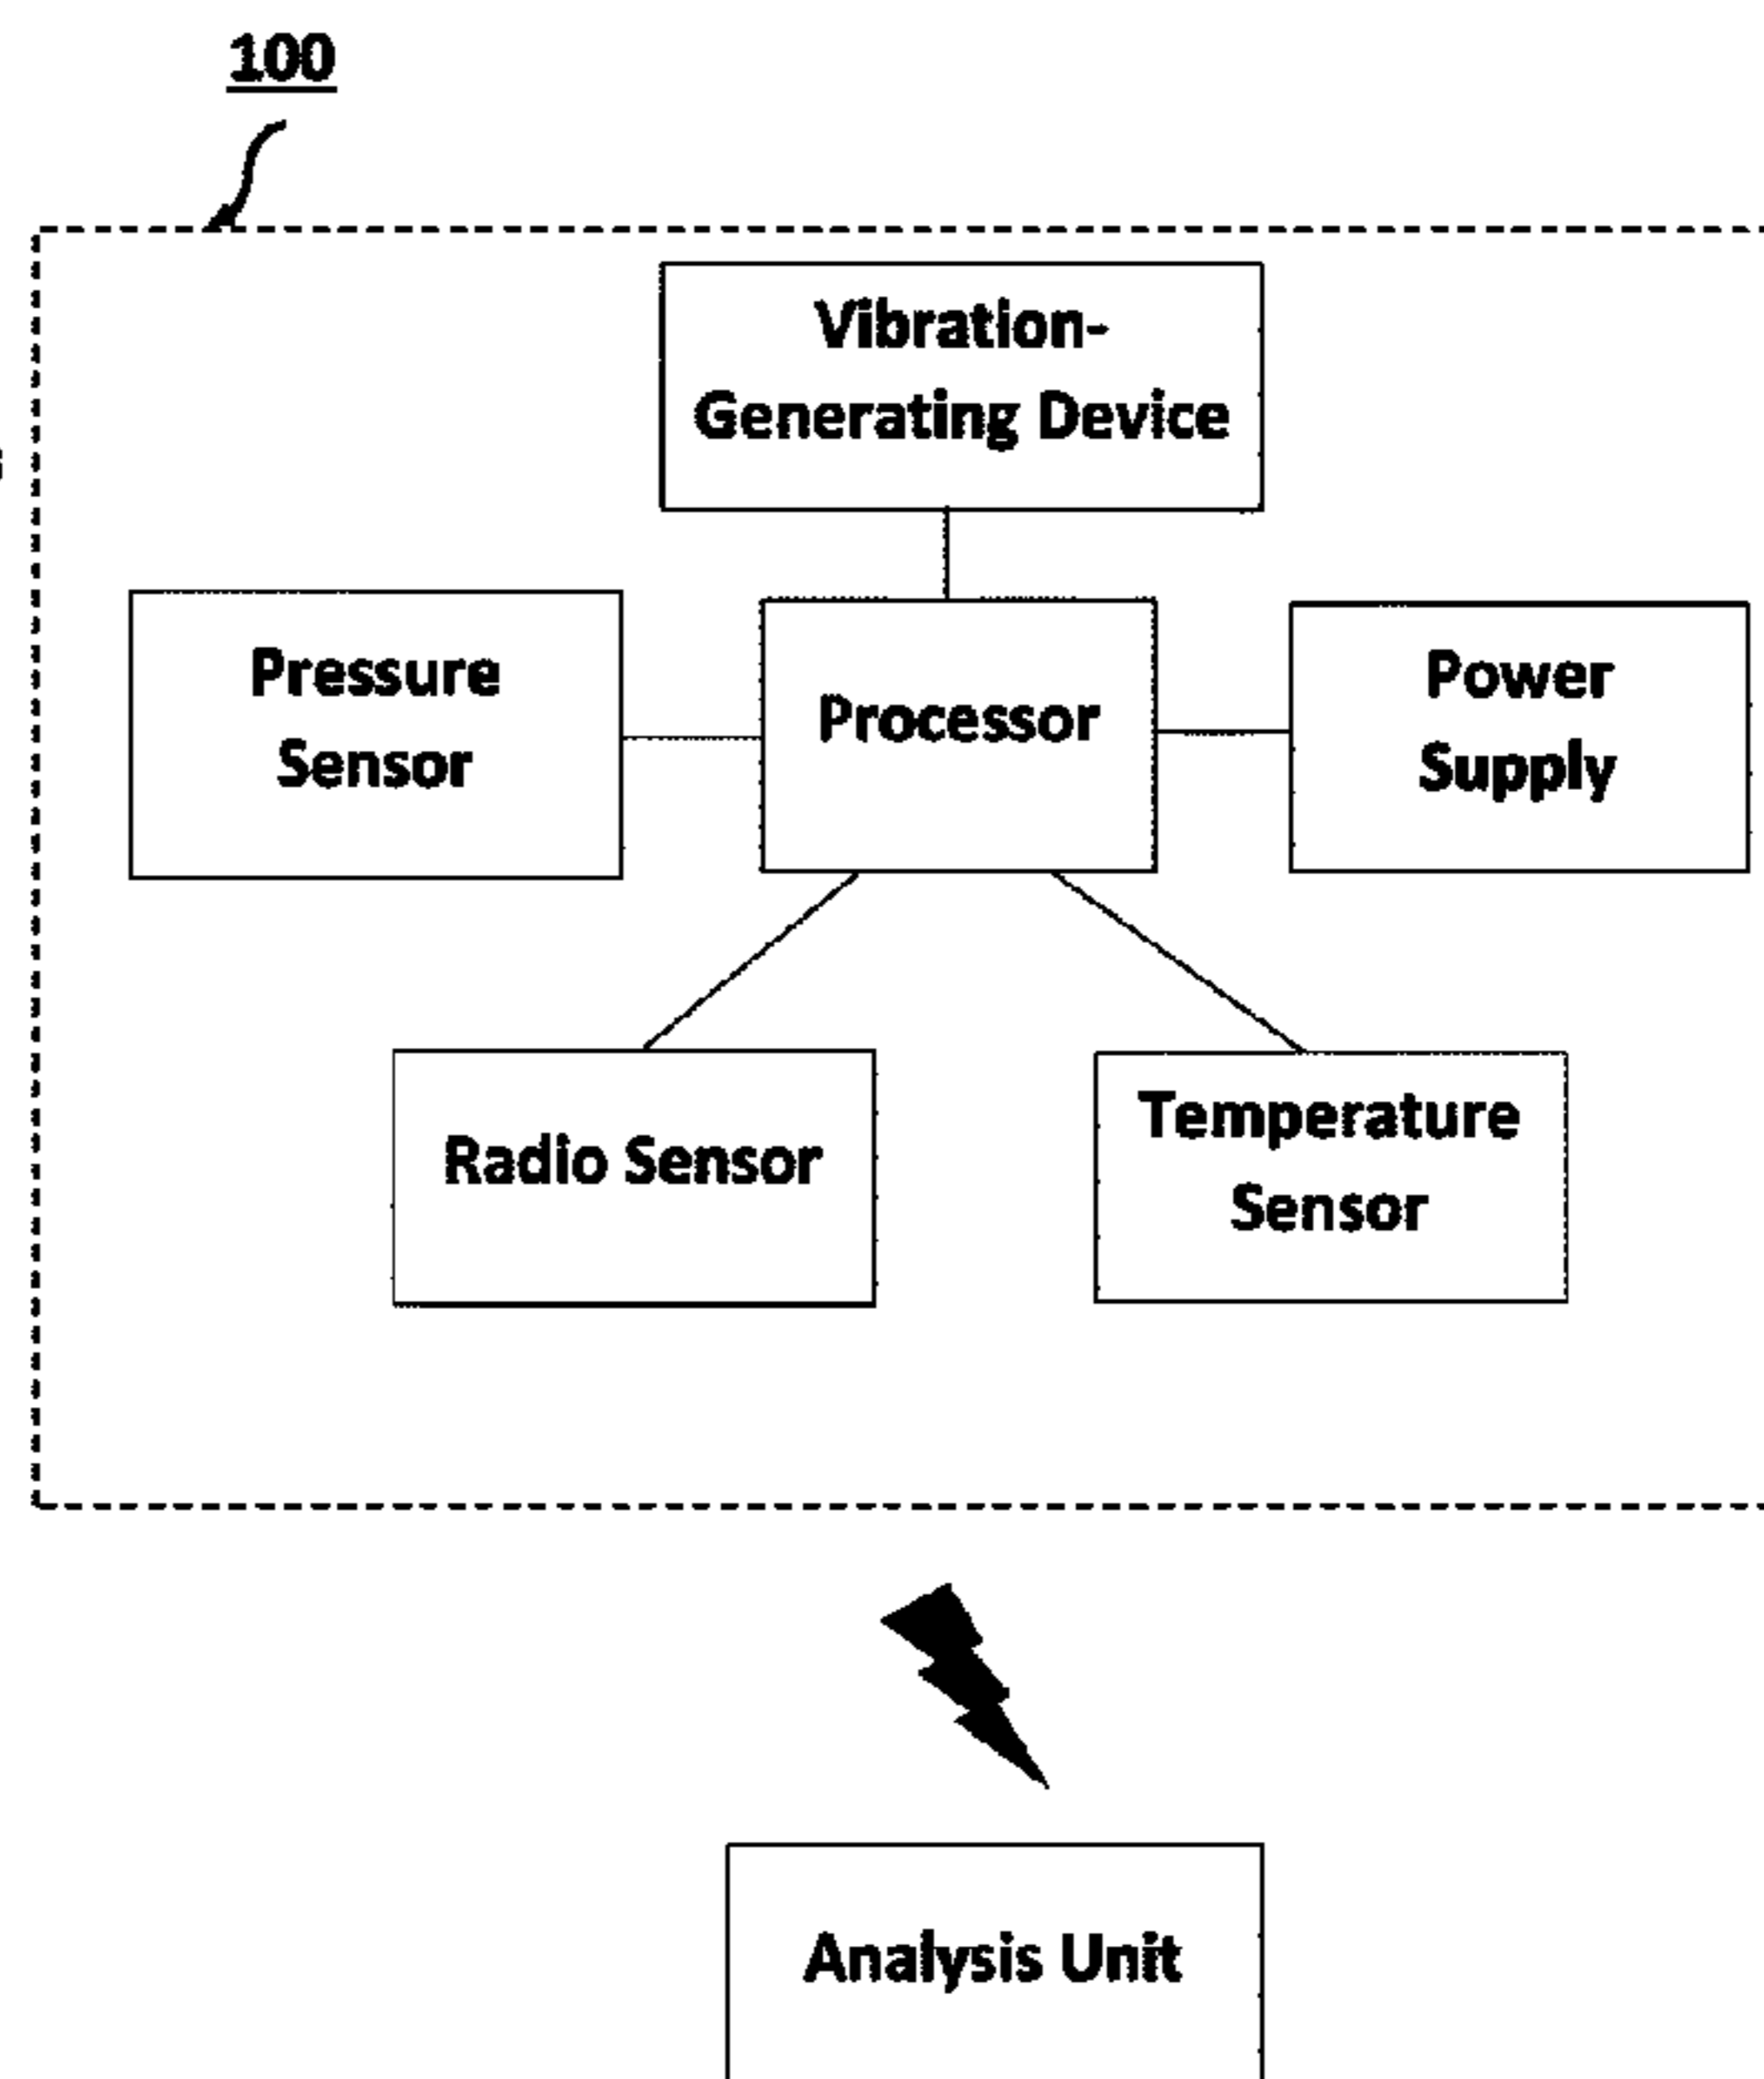 100
Vibration-
Generating Device
Pressure
Sensor
Processor
Power
Supply
Radio Sensor
Temperature
Sensor
Analysis Unit